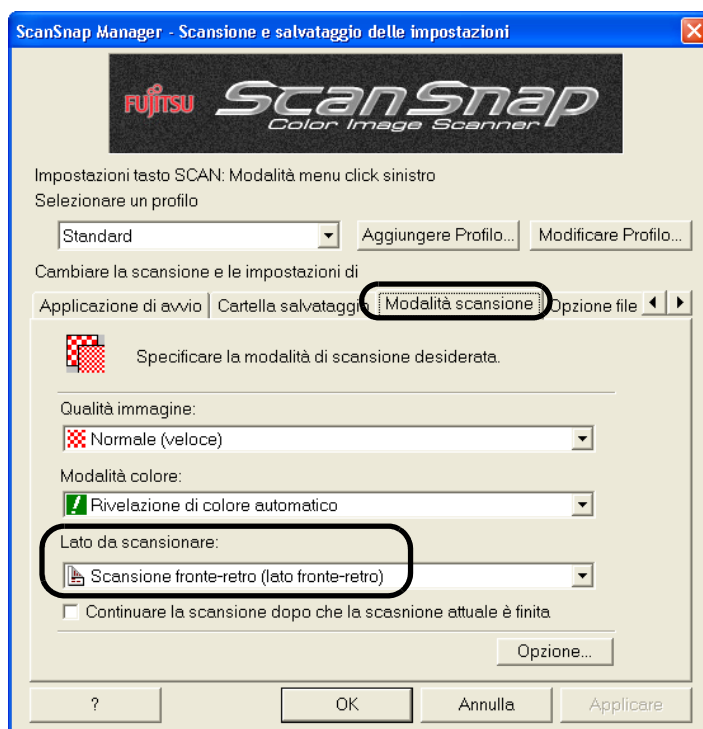 ScanSnap Manager - Scansione e salvataggio delle impostazioni
FUJITSU ScanSnap
Color Image Scanner
Impostazioni tasto SCAN: Modalità menu click sinistro
Selezionare un profilo
Standard Aggiungere Profilo... Modificare Profilo...
Cambiare la scansione e le impostazioni di
Applicazione di avvio Cartella salvataggio Modalità scansione Opzione file
Specificare la modalità di scansione desiderata.
Qualità immagine:
Normale (veloce)
Modalità colore:
Rivelazione di colore automatico
Lato da scansionare:
Scansione fronte-retro (lato fronte-retro)
Continuare la scansione dopo che la scasnione attuale è finita
Opzione...
? OK Annulla Applicare